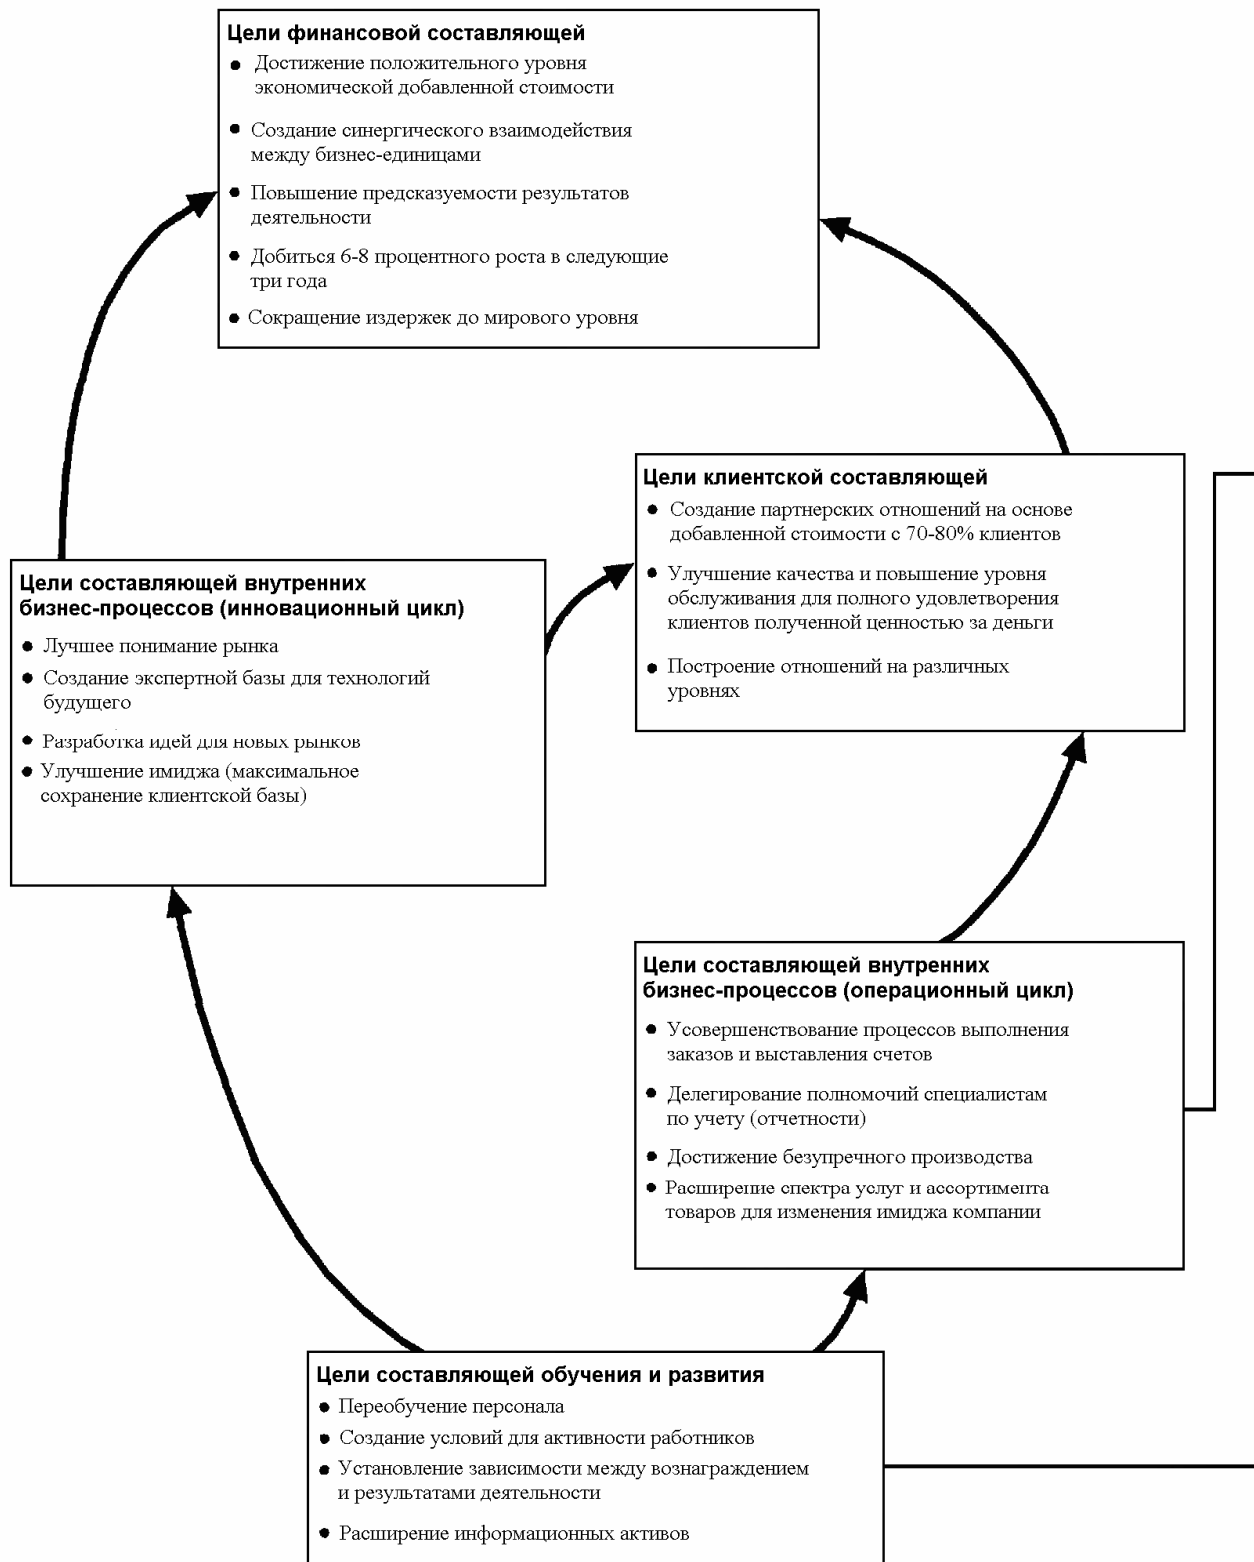 Цели финансовой составляющей
● Достижение положительного уровня
экономической добавленной стоимости
● Создание синергического взаимодействия
между бизнес-единицами
● Повышение предсказуемости результатов
деятельности
● Добиться 6-8 процентного роста в следующие
три года
● Сокращение издержек до мирового уровня
Цели клиентской составляющей
● Создание партнерских отношений на основе
добавленной стоимости с 70-80% клиентов
● Улучшение качества и повышение уровня
обслуживания для полного удовлетворения
клиентов полученной ценностью за деньги
● Построение отношений на различных
уровнях
Цели составляющей внутренних
бизнес-процессов (инновационный цикл)
● Лучшее понимание рынка
● Создание экспертной базы для технологий
будущего
● Разработка идей для новых рынков
● Улучшение имиджа (максимальное
сохранение клиентской базы)
Цели составляющей внутренних
бизнес-процессов (операционный цикл)
● Усовершенствование процессов выполнения
заказов и выставления счетов
● Делегирование полномочий специалистам
по учету (отчетности)
● Достижение безупречного производства
● Расширение спектра услуг и ассортимента
товаров для изменения имиджа компании
Цели составляющей обучения и развития
● Переобучение персонала
● Создание условий для активности работников
● Установление зависимости между вознаграждением
и результатами деятельности
● Расширение информационных активов